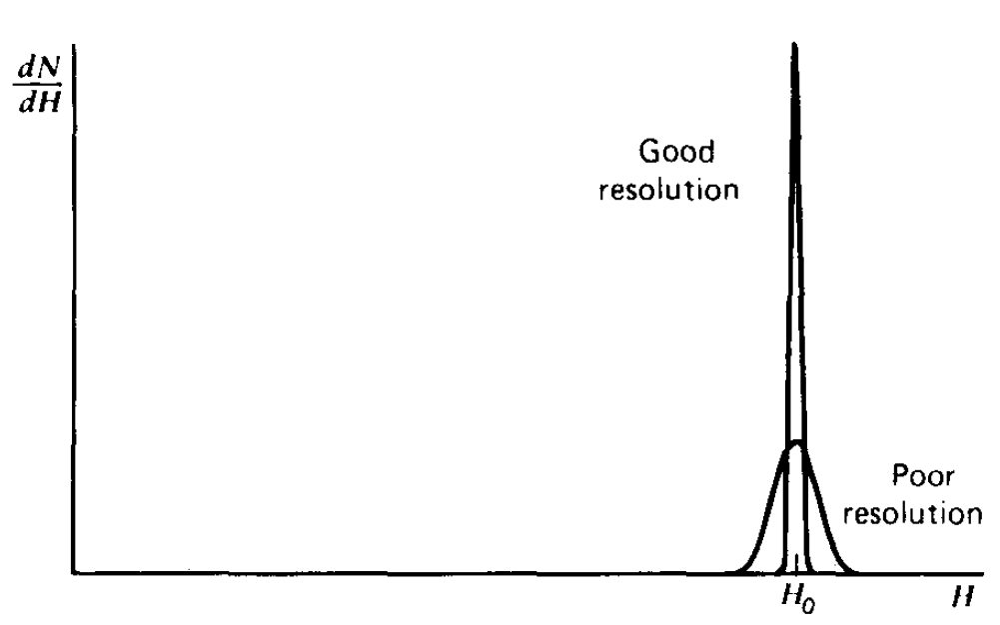 dN
dH
Good
resolution
Poor
resolution
H₀
H